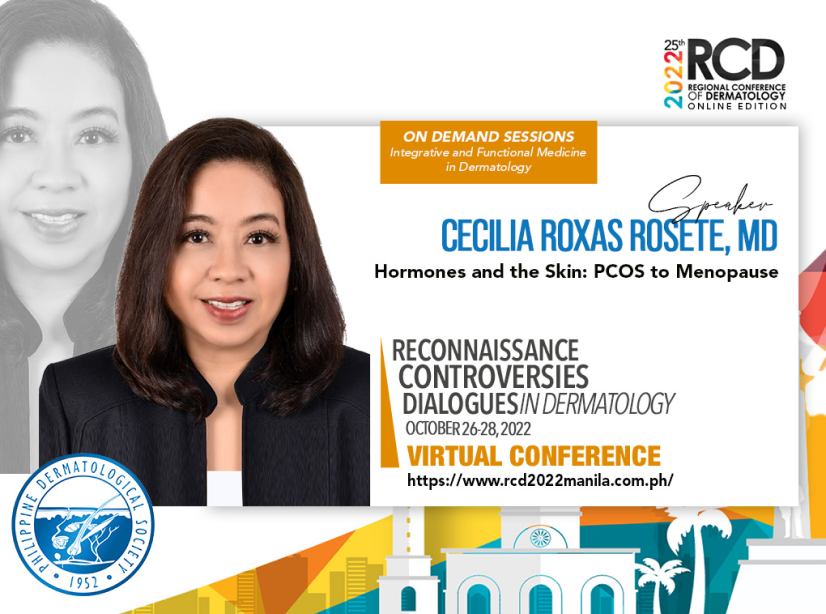 2022
25th
RCD
REGIONAL CONFERENCE
OF DERMATOLOGY
ONLINE EDITION
ON DEMAND SESSIONS
Integrative and Functional Medicine
in Dermatology
Speaker
CECILIA ROXAS ROSETE, MD
Hormones and the Skin: PCOS to Menopause
RECONNAISSANCE
CONTROVERSIES
DIALOGUES IN DERMATOLOGY
OCTOBER 26-28, 2022
VIRTUAL CONFERENCE
https://www.rcd2022manila.com.ph/
PHILIPPINE DERMATOLOGICAL SOCIETY
• 1952 •